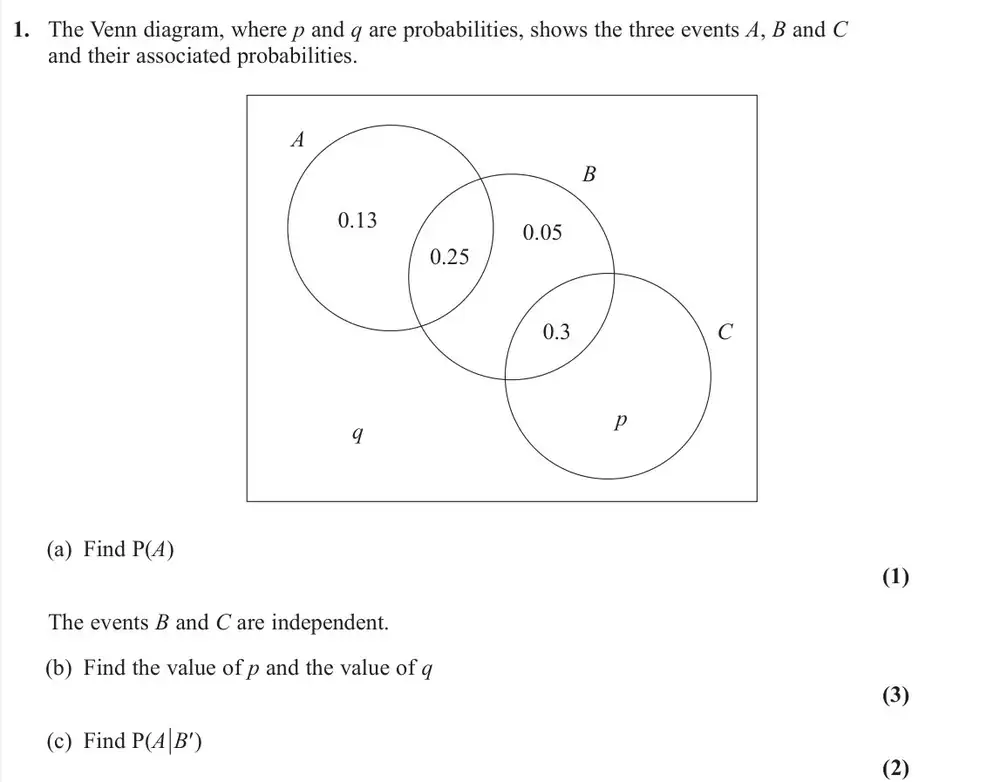 1. The Venn diagram, where p and q are probabilities, shows the three events A, B and C
and their associated probabilities.
A
B
0.13
0.05
0.25
0.3
C
p
q
(a) Find P(A)
(1)
The events B and C are independent.
(b) Find the value of p and the value of q
(3)
(c) Find P(A|B′)
(2)